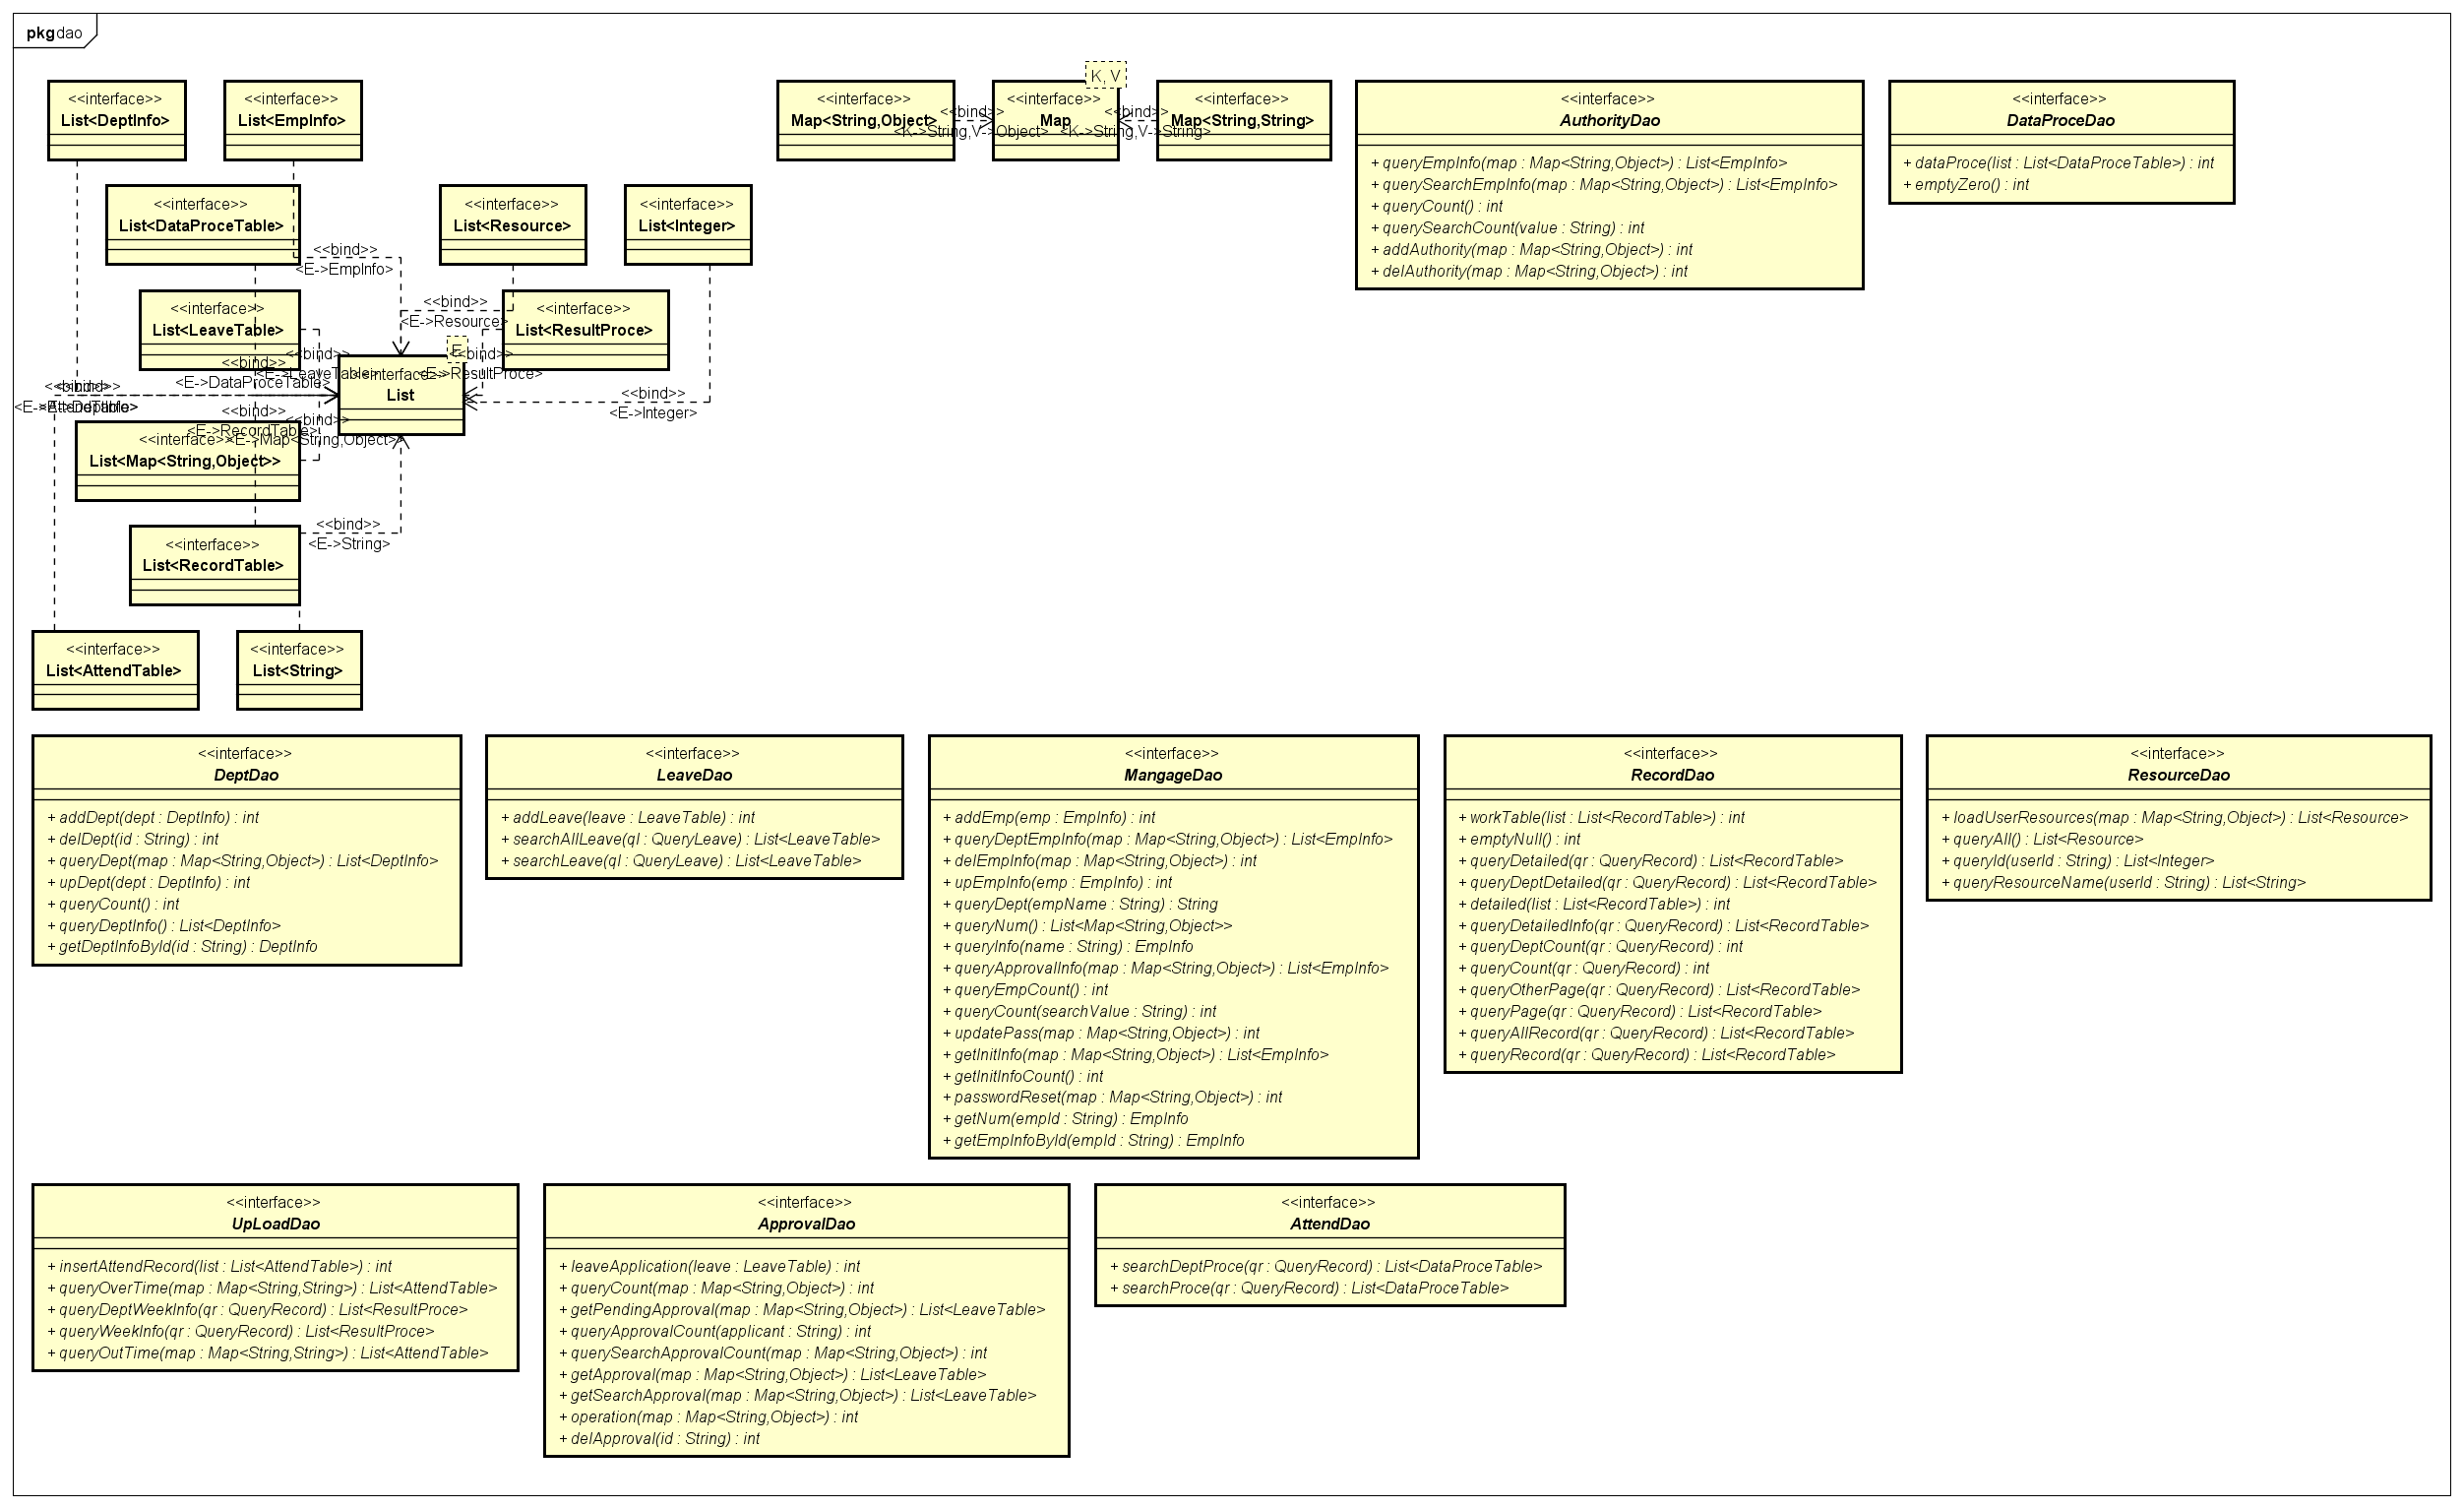 pkg dao
<<interface>>
List<DeptInfo>
<<interface>>
List<EmpInfo>
<<interface>>
Map<String,Object>
<<bind>>
<K->String,V->Object>
K, V
<<interface>>
Map
<<bind>>
<K->String,V->String>
<<interface>>
Map<String,String>
<<interface>>
AuthorityDao
+ queryEmpInfo(map : Map<String,Object>) : List<EmpInfo>
+ querySearchEmpInfo(map : Map<String,Object>) : List<EmpInfo>
+ queryCount() : int
+ querySearchCount(value : String) : int
+ addAuthority(map : Map<String,Object>) : int
+ delAuthority(map : Map<String,Object>) : int
<<interface>>
DataProceDao
+ dataProce(list : List<DataProceTable>) : int
+ emptyZero() : int
<<interface>>
List<DataProceTable>
<<bind>>
<E->EmpInfo>
<<interface>>
List<Resource>
<<interface>>
List<Integer>
<<interface>>
List<LeaveTable>
<<bind>>
<E->Resource>
<<interface>>
List<ResultProce>
<<bind>>
<E->LeaveTable>
<<bind>>
<E->DataProceTable>
E
<<interface>>
List
<<bind>>
<E->ResultProce>
<<bind>>
<E->Integer>
<<bind>>
<E->AttendTable>
<<bind>>
<E->DeptInfo>
<<bind>>
<E->RecordTable>
<<bind>>
<E->Map<String,Object>>
<<interface>>
List<Map<String,Object>>
<<bind>>
<E->String>
<<interface>>
List<RecordTable>
<<interface>>
List<AttendTable>
<<interface>>
List<String>
<<interface>>
DeptDao
+ addDept(dept : DeptInfo) : int
+ delDept(id : String) : int
+ queryDept(map : Map<String,Object>) : List<DeptInfo>
+ upDept(dept : DeptInfo) : int
+ queryCount() : int
+ queryDeptInfo() : List<DeptInfo>
+ getDeptInfoById(id : String) : DeptInfo
<<interface>>
LeaveDao
+ addLeave(leave : LeaveTable) : int
+ searchAllLeave(ql : QueryLeave) : List<LeaveTable>
+ searchLeave(ql : QueryLeave) : List<LeaveTable>
<<interface>>
MangageDao
+ addEmp(emp : EmpInfo) : int
+ queryDeptEmpInfo(map : Map<String,Object>) : List<EmpInfo>
+ delEmpInfo(map : Map<String,Object>) : int
+ upEmpInfo(emp : EmpInfo) : int
+ queryDept(empName : String) : String
+ queryNum() : List<Map<String,Object>>
+ queryInfo(name : String) : EmpInfo
+ queryApprovalInfo(map : Map<String,Object>) : List<EmpInfo>
+ queryEmpCount() : int
+ queryCount(searchValue : String) : int
+ updatePass(map : Map<String,Object>) : int
+ getInitInfo(map : Map<String,Object>) : List<EmpInfo>
+ getInitInfoCount() : int
+ passwordReset(map : Map<String,Object>) : int
+ getNum(empId : String) : EmpInfo
+ getEmpInfoById(empId : String) : EmpInfo
<<interface>>
RecordDao
+ workTable(list : List<RecordTable>) : int
+ emptyNull() : int
+ queryDetailed(qr : QueryRecord) : List<RecordTable>
+ queryDeptDetailed(qr : QueryRecord) : List<RecordTable>
+ detailed(list : List<RecordTable>) : int
+ queryDetailedInfo(qr : QueryRecord) : List<RecordTable>
+ queryDeptCount(qr : QueryRecord) : int
+ queryCount(qr : QueryRecord) : int
+ queryOtherPage(qr : QueryRecord) : List<RecordTable>
+ queryPage(qr : QueryRecord) : List<RecordTable>
+ queryAllRecord(qr : QueryRecord) : List<RecordTable>
+ queryRecord(qr : QueryRecord) : List<RecordTable>
<<interface>>
ResourceDao
+ loadUserResources(map : Map<String,Object>) : List<Resource>
+ queryAll() : List<Resource>
+ queryId(userId : String) : List<Integer>
+ queryResourceName(userId : String) : List<String>
<<interface>>
UpLoadDao
+ insertAttendRecord(list : List<AttendTable>) : int
+ queryOverTime(map : Map<String,String>) : List<AttendTable>
+ queryDeptWeekInfo(qr : QueryRecord) : List<ResultProce>
+ queryWeekInfo(qr : QueryRecord) : List<ResultProce>
+ queryOutTime(map : Map<String,String>) : List<AttendTable>
<<interface>>
ApprovalDao
+ leaveApplication(leave : LeaveTable) : int
+ queryCount(map : Map<String,Object>) : int
+ getPendingApproval(map : Map<String,Object>) : List<LeaveTable>
+ queryApprovalCount(applicant : String) : int
+ querySearchApprovalCount(map : Map<String,Object>) : int
+ getApproval(map : Map<String,Object>) : List<LeaveTable>
+ getSearchApproval(map : Map<String,Object>) : List<LeaveTable>
+ operation(map : Map<String,Object>) : int
+ delApproval(id : String) : int
<<interface>>
AttendDao
+ searchDeptProce(qr : QueryRecord) : List<DataProceTable>
+ searchProce(qr : QueryRecord) : List<DataProceTable>